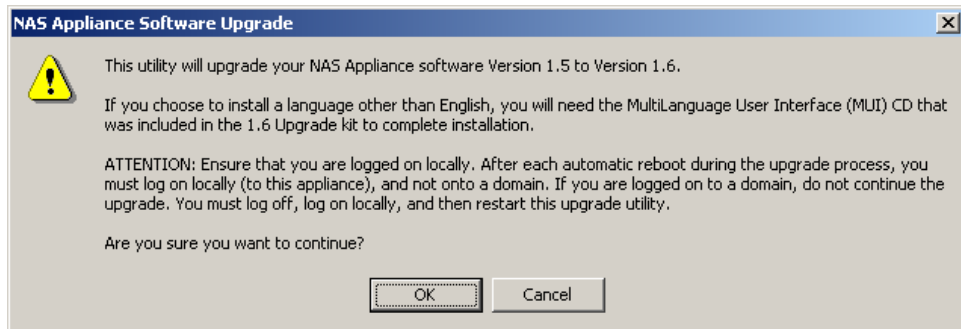 NAS Appliance Software Upgrade
This utility will upgrade your NAS Appliance software Version 1.5 to Version 1.6.
If you choose to install a language other than English, you will need the MultiLanguage User Interface (MUI) CD that
was included in the 1.6 Upgrade kit to complete installation.
ATTENTION: Ensure that you are logged on locally. After each automatic reboot during the upgrade process, you
must log on locally (to this appliance), and not onto a domain. If you are logged on to a domain, do not continue the
upgrade. You must log off, log on locally, and then restart this upgrade utility.
Are you sure you want to continue?
OK
Cancel